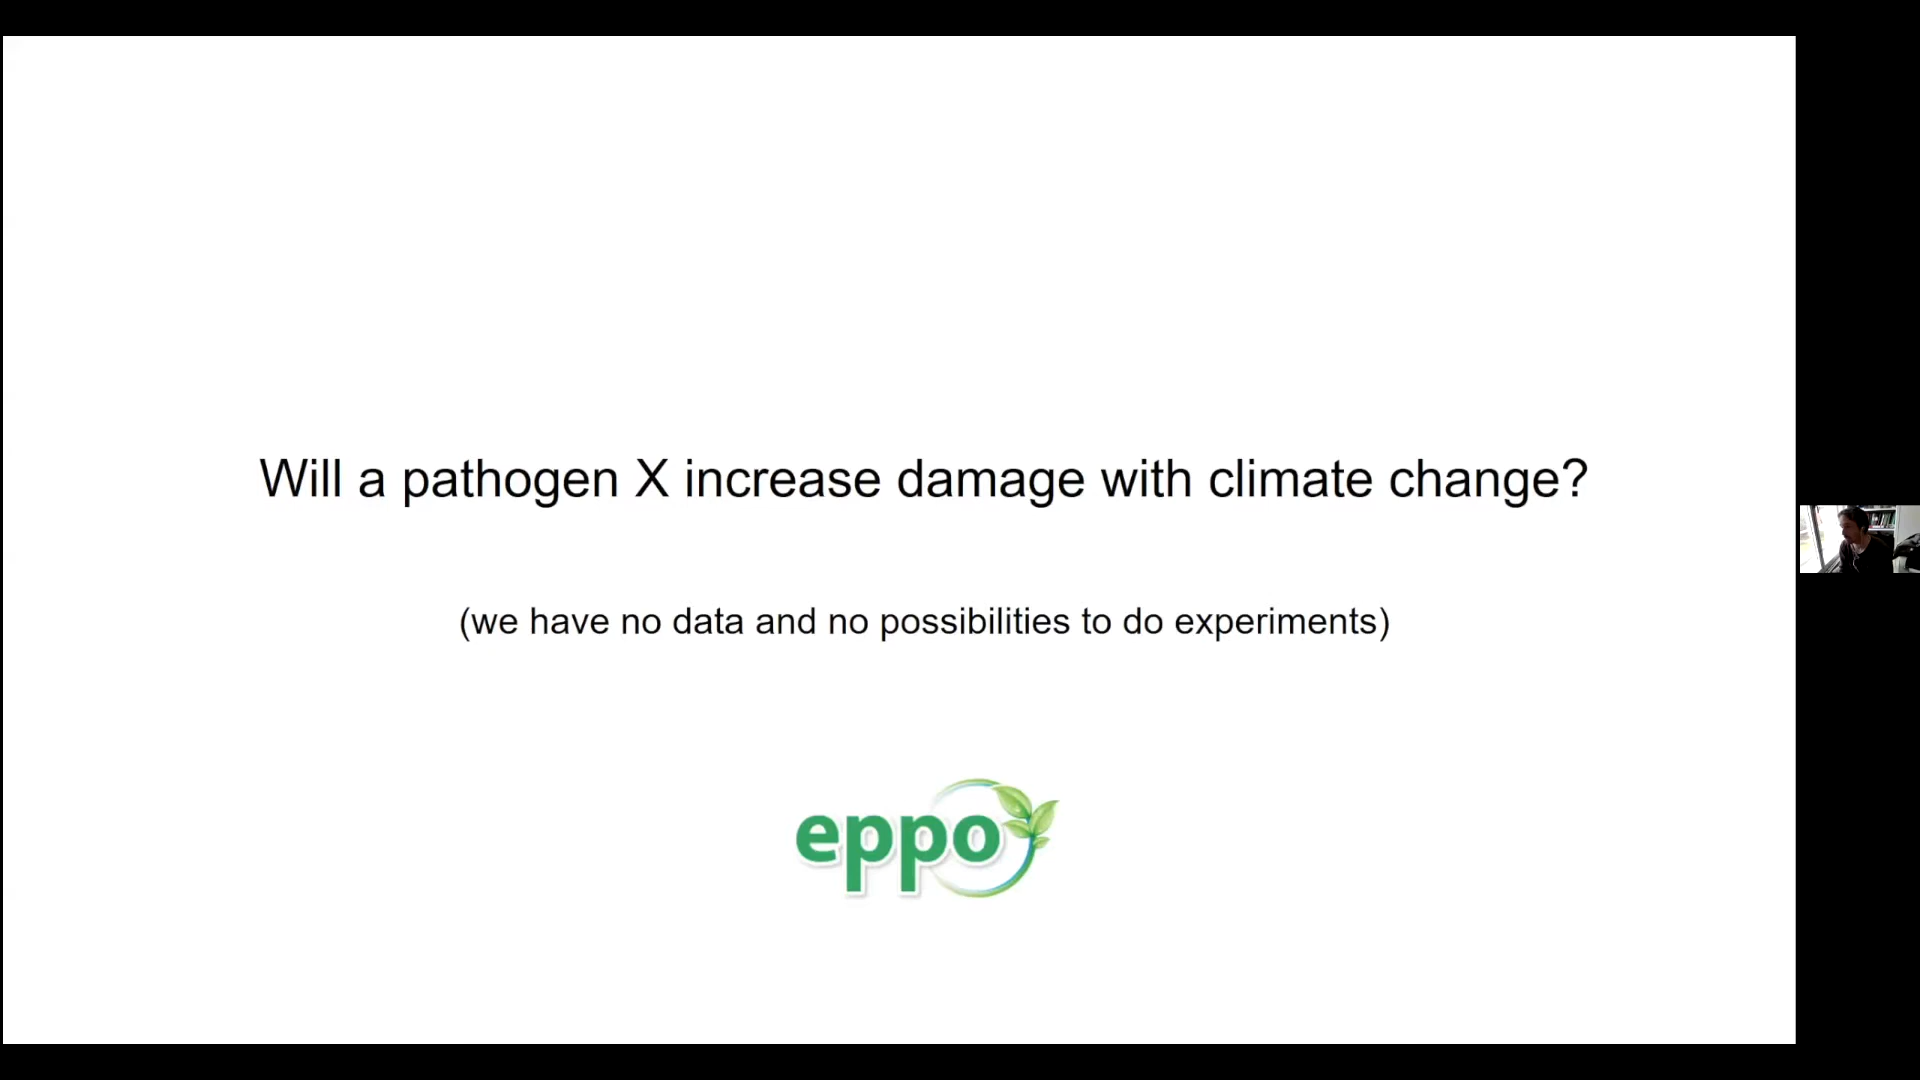 Will a pathogen X increase damage with climate change?
(we have no data and no possibilities to do experiments)
eppo